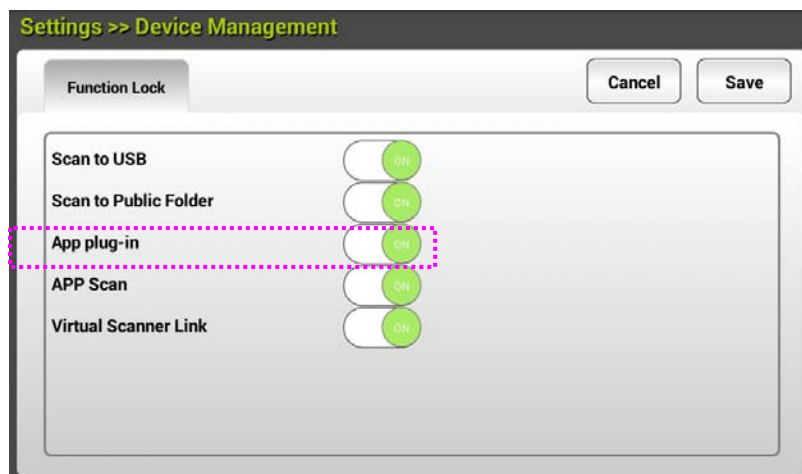 Settings >> Device Management
Function Lock
Cancel
Save
Scan to USB
ON
Scan to Public Folder
ON
App plug-in
ON
APP Scan
ON
Virtual Scanner Link
ON